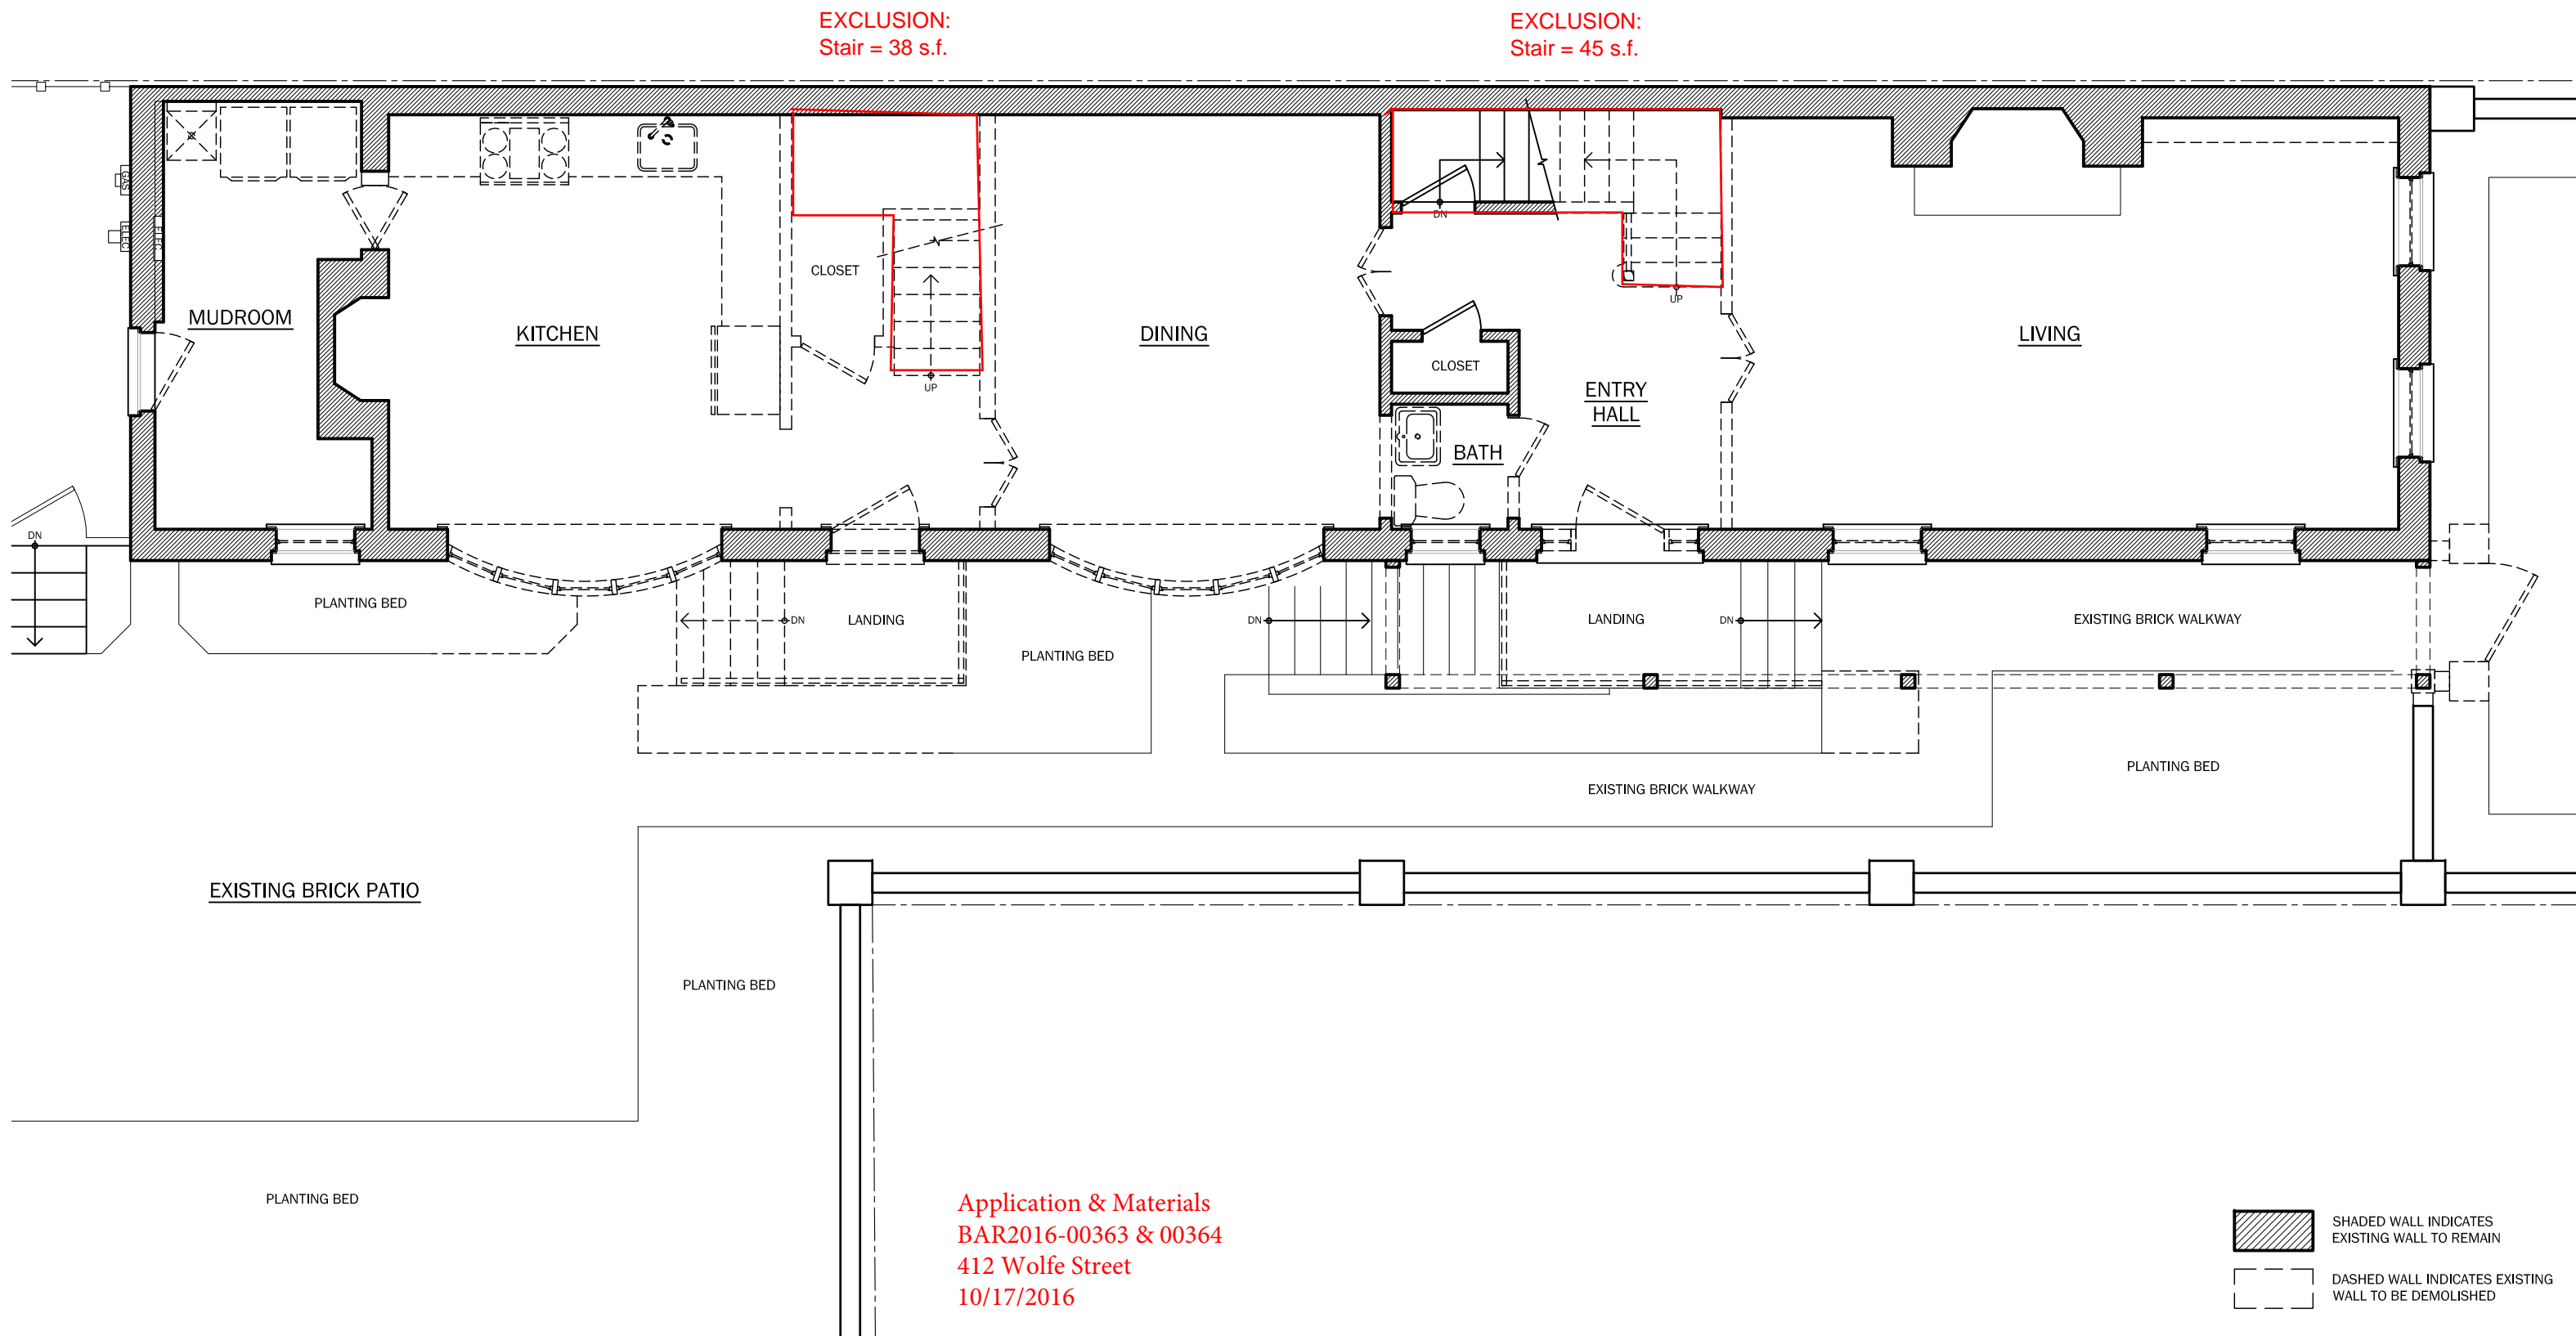 EXCLUSION:
Stair = 38 s.f.
EXCLUSION:
Stair = 45 s.f.
GAS
ELEC
ELEC
MUDROOM
KITCHEN
CLOSET
UP
DINING
DN
UP
CLOSET
ENTRY
HALL
BATH
LIVING
DN
PLANTING BED
DN
LANDING
PLANTING BED
DN
LANDING
DN
EXISTING BRICK WALKWAY
PLANTING BED
EXISTING BRICK WALKWAY
EXISTING BRICK PATIO
PLANTING BED
PLANTING BED
Application & Materials
BAR2016-00363 & 00364
412 Wolfe Street
10/17/2016
SHADED WALL INDICATES
EXISTING WALL TO REMAIN
DASHED WALL INDICATES EXISTING
WALL TO BE DEMOLISHED